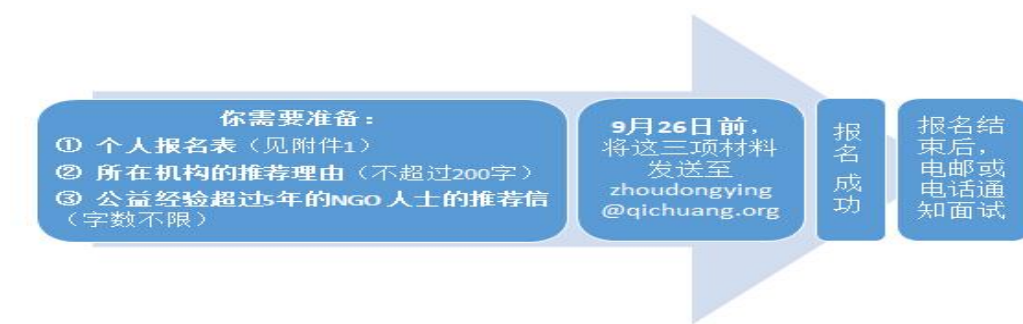 你需要准备：
① 个人报名表（见附件1）
② 所在机构的推荐理由（不超过200字）
③ 公益经验超过5年的NGO 人士的推荐信
（字数不限）
9月26日前，
将这三项材料
发送至
zhoudongying
@qichuang.org
报
名
成
功
报名结
束后，
电邮或
电话通
知面试